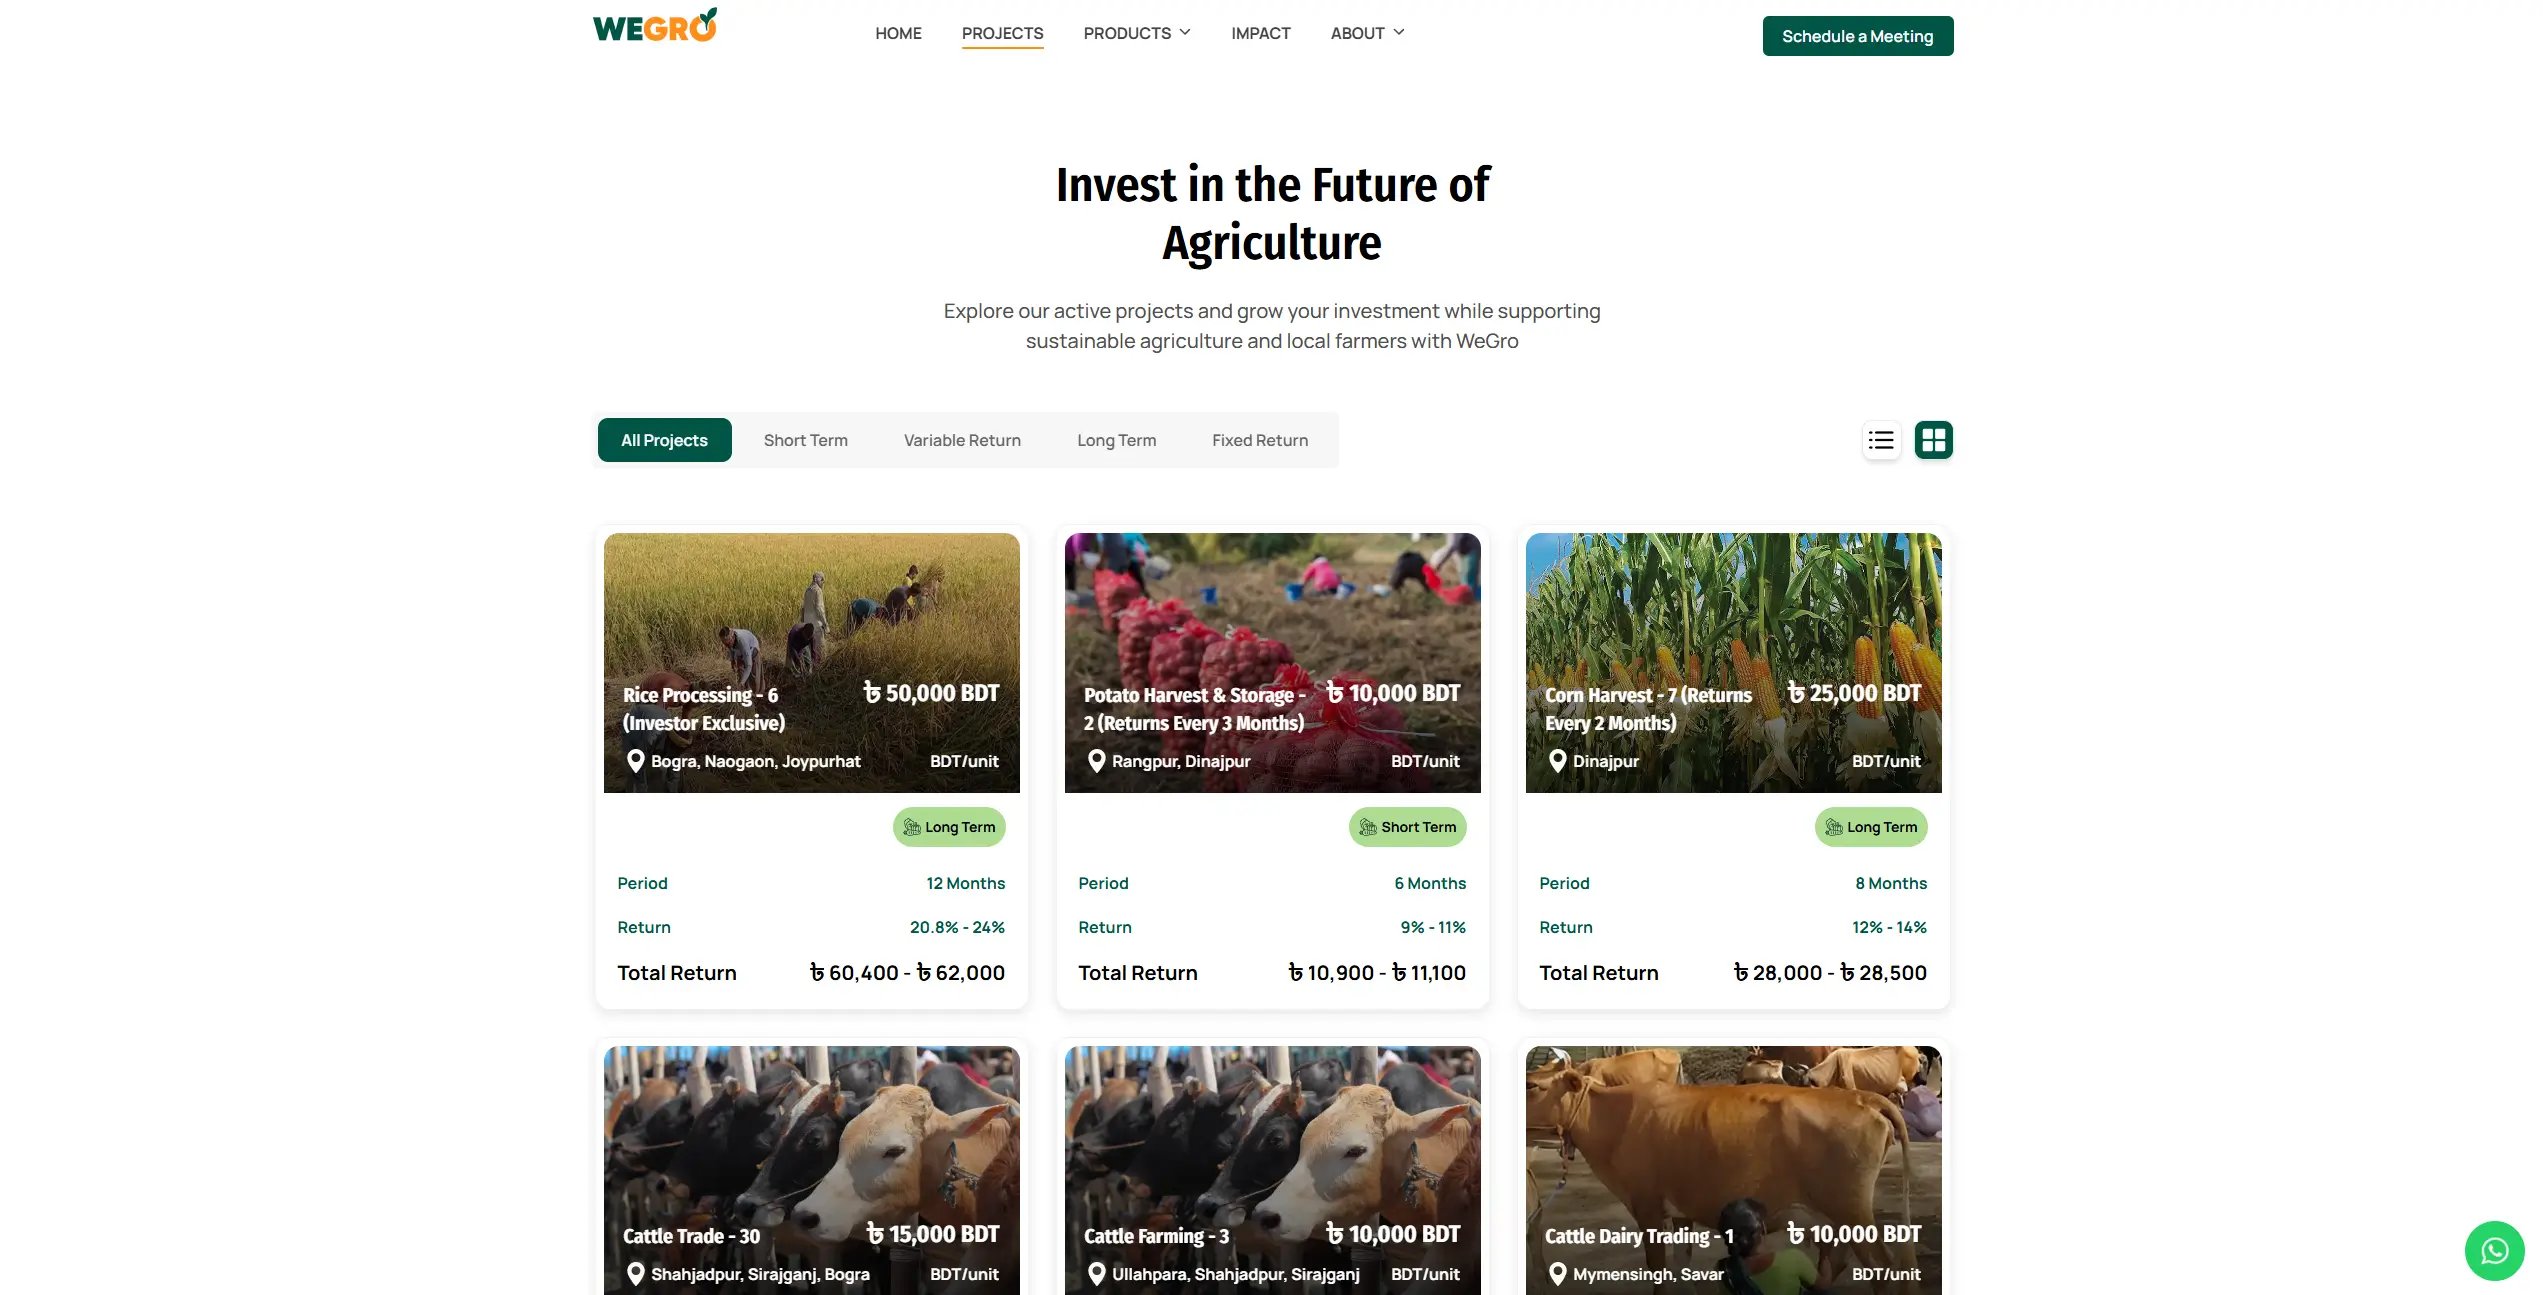 WEGRO
HOME PROJECTS PRODUCTS IMPACT ABOUT Schedule a Meeting
Invest in the Future of
Agriculture
Explore our active projects and grow your investment while supporting
sustainable agriculture and local farmers with WeGro
All Projects Short Term Variable Return Long Term Fixed Return
Rice Processing - 6
(Investor Exclusive)
৳ 50,000 BDT
Bogra, Naogaon, Joypurhat BDT/unit
Long Term
Period 12 Months
Return 20.8% - 24%
Total Return ৳ 60,400 - ৳ 62,000
Potato Harvest & Storage -
2 (Returns Every 3 Months)
৳ 10,000 BDT
Rangpur, Dinajpur BDT/unit
Short Term
Period 6 Months
Return 9% - 11%
Total Return ৳ 10,900 - ৳ 11,100
Corn Harvest - 7 (Returns
Every 2 Months)
৳ 25,000 BDT
Dinajpur BDT/unit
Long Term
Period 8 Months
Return 12% - 14%
Total Return ৳ 28,000 - ৳ 28,500
Cattle Trade - 30 ৳ 15,000 BDT
Shahjadpur, Sirajganj, Bogra BDT/unit
Cattle Farming - 3 ৳ 10,000 BDT
Ullahpara, Shahjadpur, Sirajganj BDT/unit
Cattle Dairy Trading - 1 ৳ 10,000 BDT
Mymensingh, Savar BDT/unit